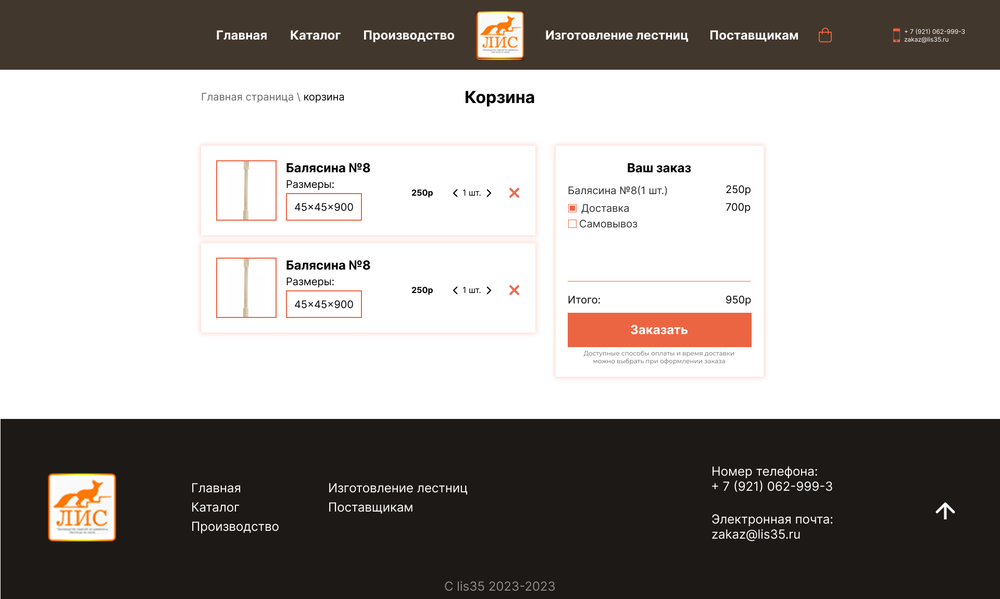 Главная Каталог Производство ЛИС Изготовление лестниц Поставщикам
+ 7 (921) 062-999-3
zakaz@lis35.ru
Главная страница \ корзина
Корзина
Балясина №8
Размеры:
45×45×900
250р
1 шт.
Балясина №8
Размеры:
45×45×900
250р
1 шт.
Ваш заказ
Балясина №8(1 шт.) 250р
Доставка 700р
Самовывоз
Итого: 950р
Заказать
Доступные способы оплаты и время доставки
можно выбрать при оформлении заказа
ЛИС
Главная
Каталог
Производство
Изготовление лестниц
Поставщикам
Номер телефона:
+ 7 (921) 062-999-3
Электронная почта:
zakaz@lis35.ru
C lis35 2023-2023